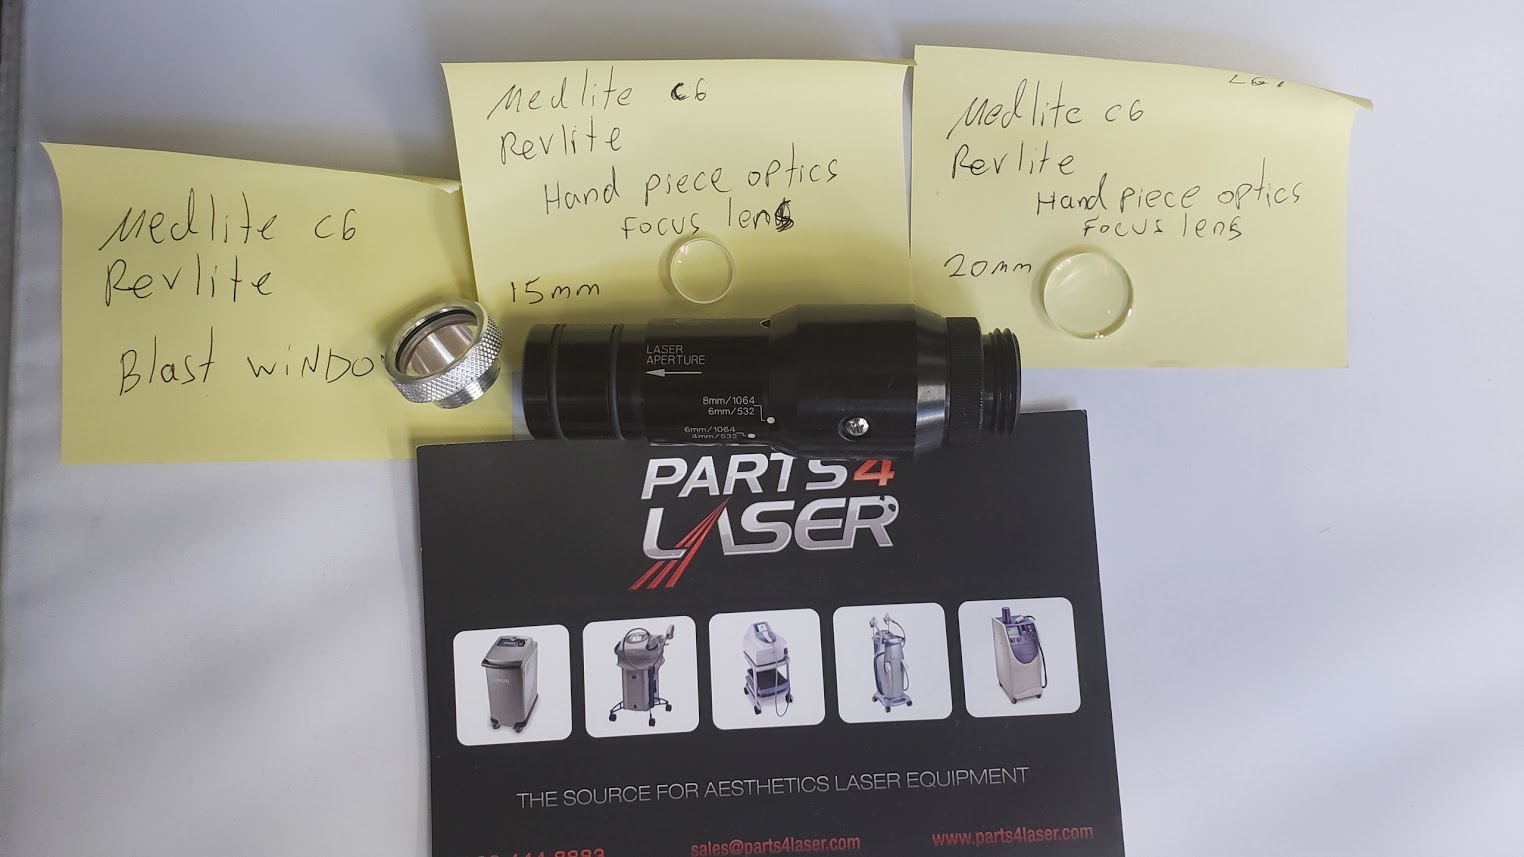 Medlite c6
Revlite
Blast WINDO
Medlite c6
Revlite
Hand piece optics
Focus lens
15mm
Medlite c6
Revlite
Hand piece optics
Focus lens
20mm
LASER
APERTURE
8mm/1064
6mm/532
6mm/1064
4mm/532
PARTS4
LASER
THE SOURCE FOR AESTHETICS LASER EQUIPMENT
sales@parts4laser.com
www.parts4laser.com